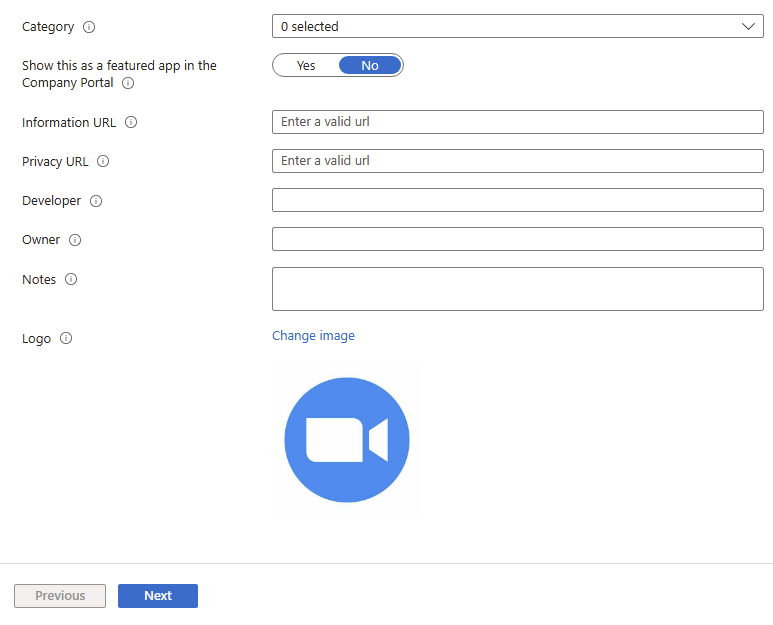 Category
0 selected
Show this as a featured app in the
Company Portal
Yes
No
Information URL
Enter a valid url
Privacy URL
Enter a valid url
Developer
Owner
Notes
Logo
Change image
Previous
Next